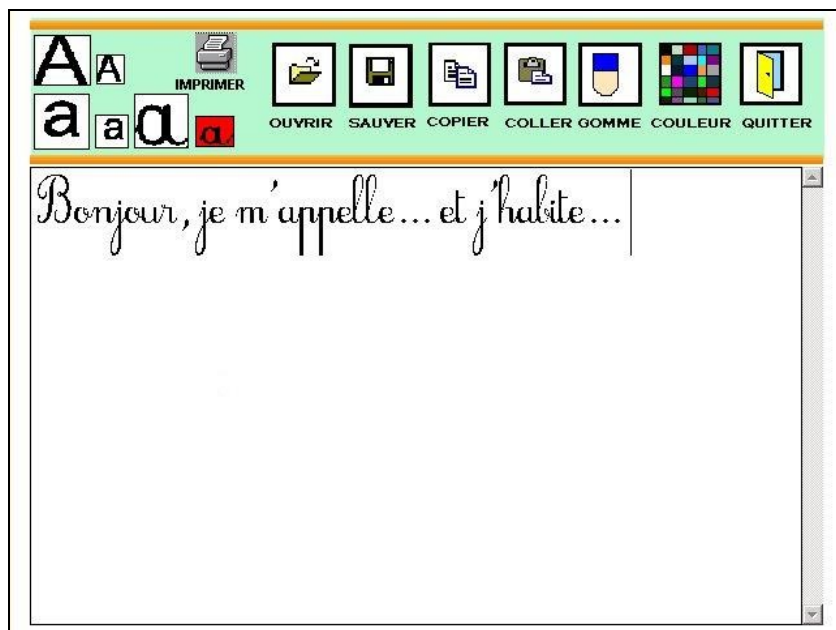 A A
IMPRIMER
a a a a
OUVRIR SAUVER COPIER COLLER GOMME COULEUR QUITTER
Bonjour, je m'appelle... et j'habite...